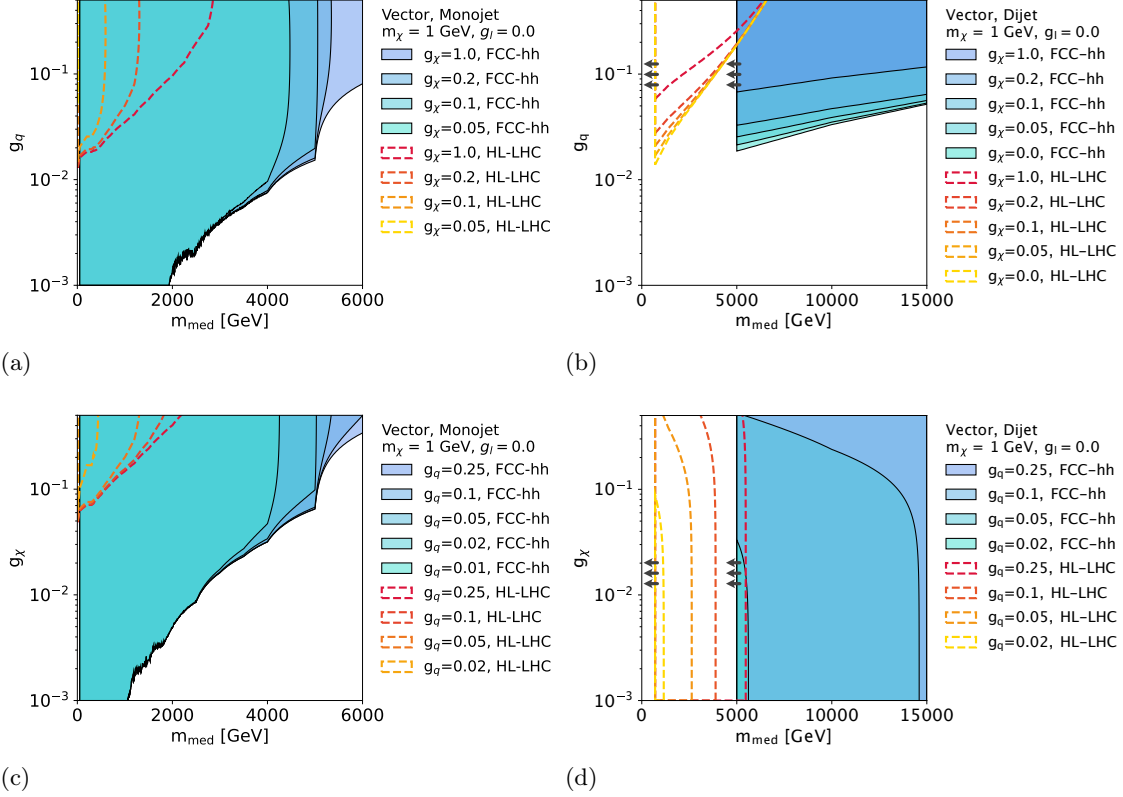 g_q
10⁻¹
10⁻²
10⁻³
0
2000
4000
6000
m_med [GeV]
Vector, Monojet
m_χ = 1 GeV, g_l = 0.0
g_χ=1.0, FCC-hh
g_χ=0.2, FCC-hh
g_χ=0.1, FCC-hh
g_χ=0.05, FCC-hh
g_χ=1.0, HL-LHC
g_χ=0.2, HL-LHC
g_χ=0.1, HL-LHC
g_χ=0.05, HL-LHC
(a)
g_q
10⁻¹
10⁻²
10⁻³
0
5000
10000
15000
m_med [GeV]
Vector, Dijet
m_χ = 1 GeV, g_l = 0.0
g_χ=1.0, FCC−hh
g_χ=0.2, FCC−hh
g_χ=0.1, FCC−hh
g_χ=0.05, FCC−hh
g_χ=0.0, FCC−hh
g_χ=1.0, HL−LHC
g_χ=0.2, HL−LHC
g_χ=0.1, HL−LHC
g_χ=0.05, HL−LHC
g_χ=0.0, HL−LHC
(b)
g_χ
10⁻¹
10⁻²
10⁻³
0
2000
4000
6000
m_med [GeV]
Vector, Monojet
m_χ = 1 GeV, g_l = 0.0
g_q=0.25, FCC-hh
g_q=0.1, FCC-hh
g_q=0.05, FCC-hh
g_q=0.02, FCC-hh
g_q=0.01, FCC-hh
g_q=0.25, HL-LHC
g_q=0.1, HL-LHC
g_q=0.05, HL-LHC
g_q=0.02, HL-LHC
(c)
g_χ
10⁻¹
10⁻²
10⁻³
0
5000
10000
15000
m_med [GeV]
Vector, Dijet
m_χ = 1 GeV, g_l = 0.0
g_q=0.25, FCC−hh
g_q=0.1, FCC−hh
g_q=0.05, FCC−hh
g_q=0.02, FCC−hh
g_q=0.25, HL−LHC
g_q=0.1, HL−LHC
g_q=0.05, HL−LHC
g_q=0.02, HL−LHC
(d)